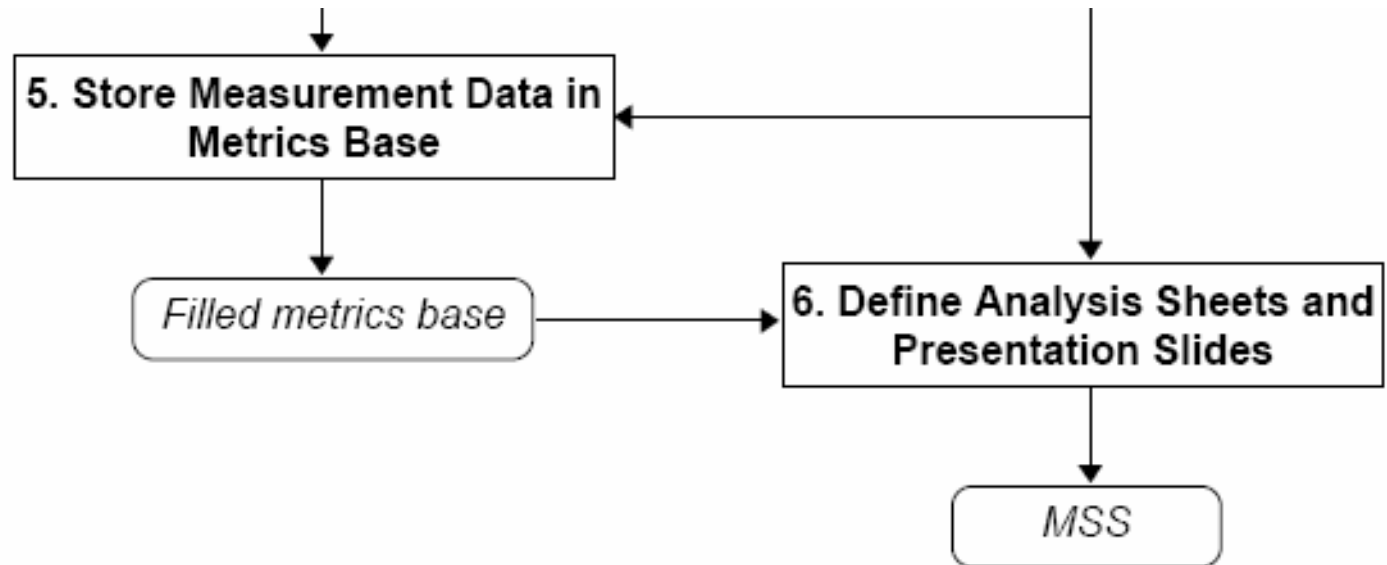 5. Store Measurement Data in
Metrics Base
Filled metrics base
6. Define Analysis Sheets and
Presentation Slides
MSS